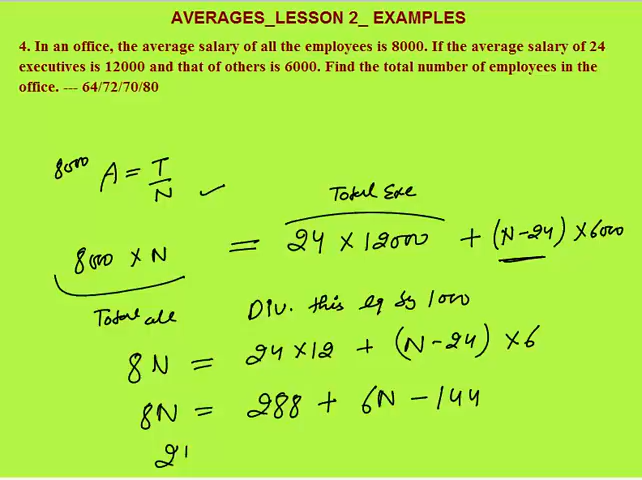 AVERAGES_LESSON 2_ EXAMPLES
4. In an office, the average salary of all the employees is 8000. If the average salary of 24
executives is 12000 and that of others is 6000. Find the total number of employees in the
office. --- 64/72/70/80
8000 A = T/N ✓
Total Exe
8000 × N = 24 × 12000 + (N-24) × 6000
Total all
Div. this eq by 1000
8N = 24×12 + (N-24) ×6
8N = 288 + 6N - 144
21